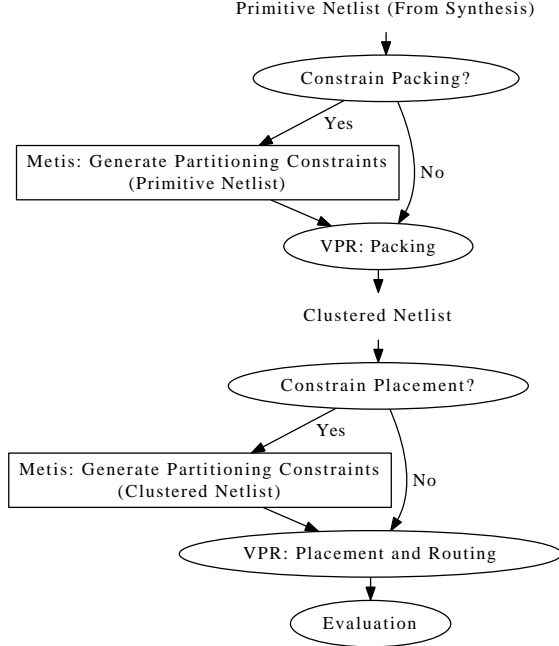 Primitive Netlist (From Synthesis)
Constrain Packing?
Yes
Metis: Generate Partitioning Constraints
(Primitive Netlist)
No
VPR: Packing
Clustered Netlist
Constrain Placement?
Yes
Metis: Generate Partitioning Constraints
(Clustered Netlist)
No
VPR: Placement and Routing
Evaluation